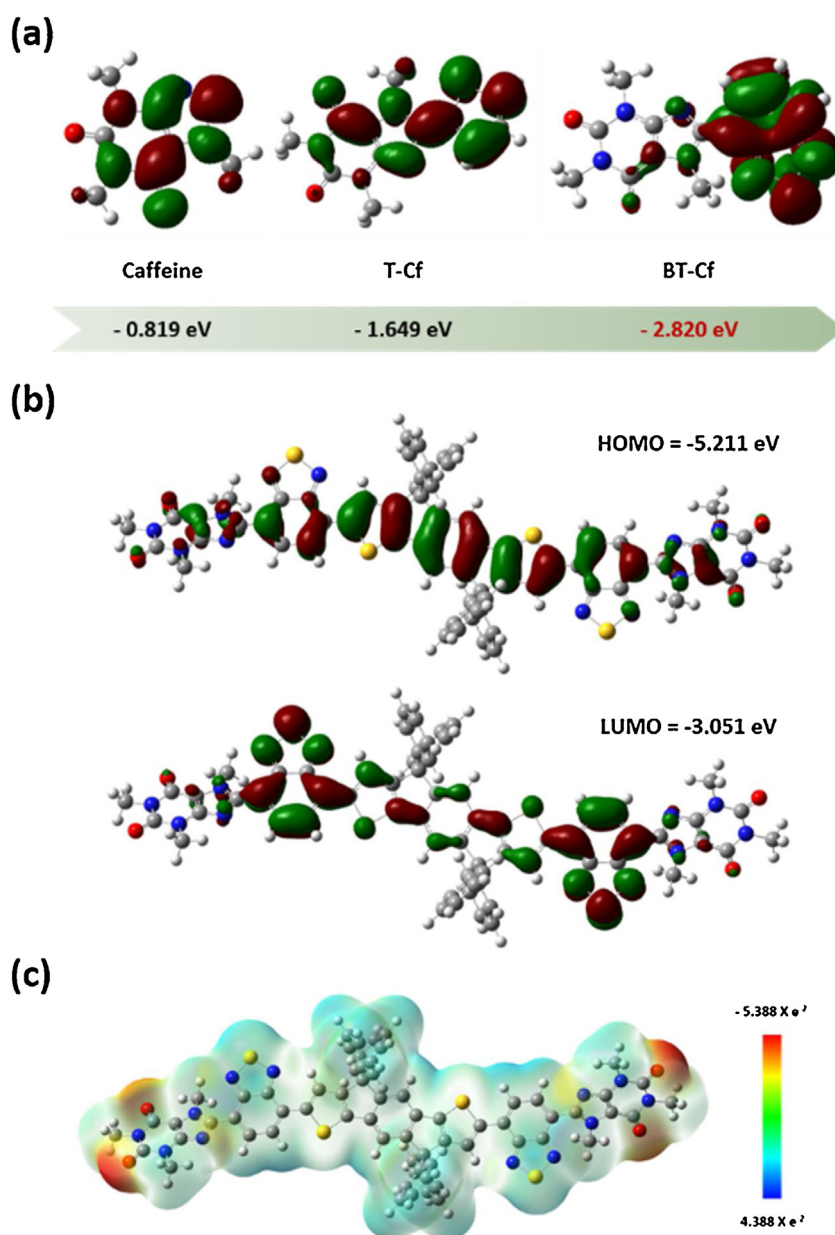 (a)
Caffeine T-Cf BT-Cf
- 0.819 eV - 1.649 eV - 2.820 eV
(b)
HOMO = -5.211 eV
LUMO = -3.051 eV
(c)
- 5.388 X e
4.388 X e